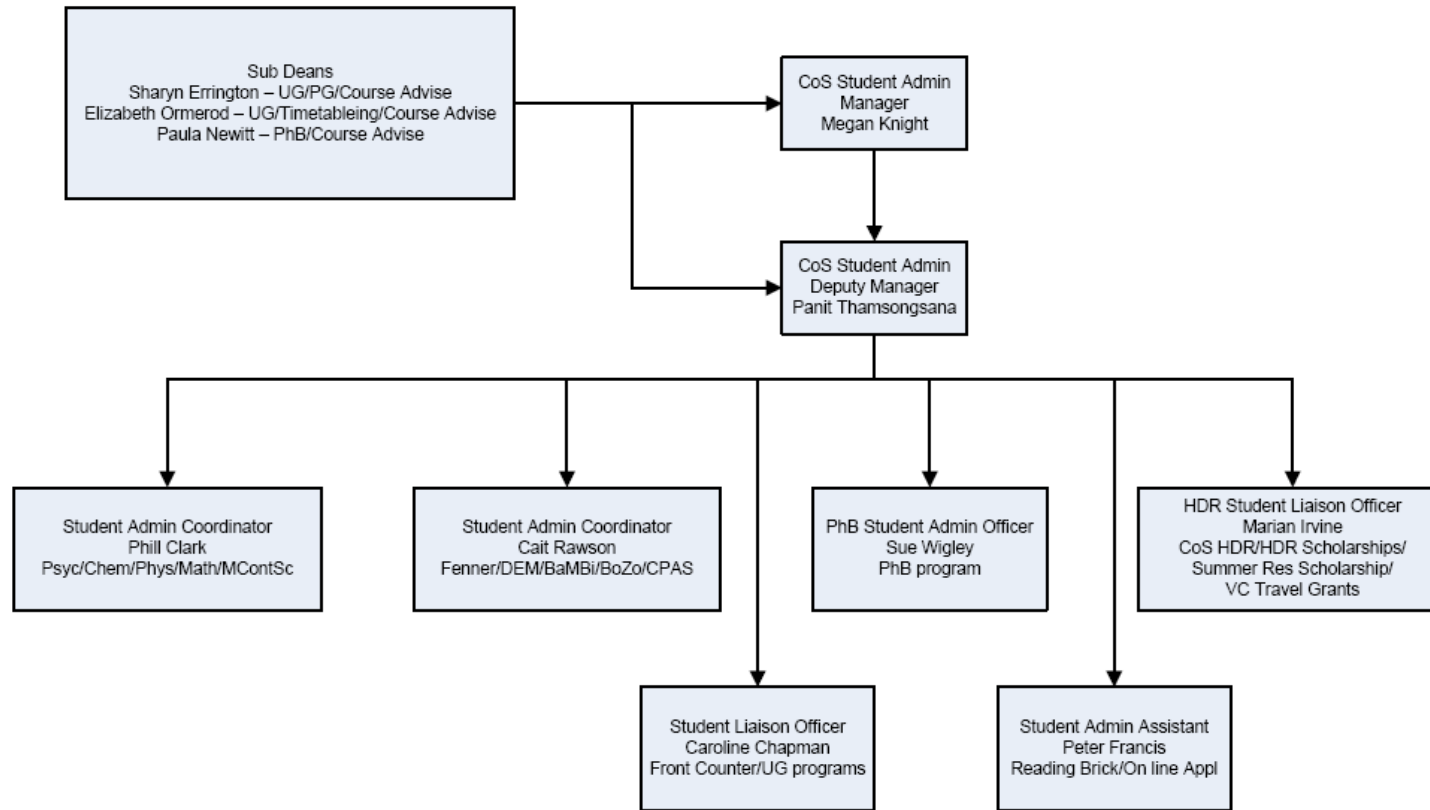 Sub Deans
Sharyn Errington – UG/PG/Course Advise
Elizabeth Ormerod – UG/Timetableing/Course Advise
Paula Newitt – PhB/Course Advise
CoS Student Admin
Manager
Megan Knight
CoS Student Admin
Deputy Manager
Panit Thamsongsana
Student Admin Coordinator
Phill Clark
Psyc/Chem/Phys/Math/MContSc
Student Admin Coordinator
Cait Rawson
Fenner/DEM/BaMBi/BoZo/CPAS
PhB Student Admin Officer
Sue Wigley
PhB program
HDR Student Liaison Officer
Marian Irvine
CoS HDR/HDR Scholarships/
Summer Res Scholarship/
VC Travel Grants
Student Liaison Officer
Caroline Chapman
Front Counter/UG programs
Student Admin Assistant
Peter Francis
Reading Brick/On line Appl